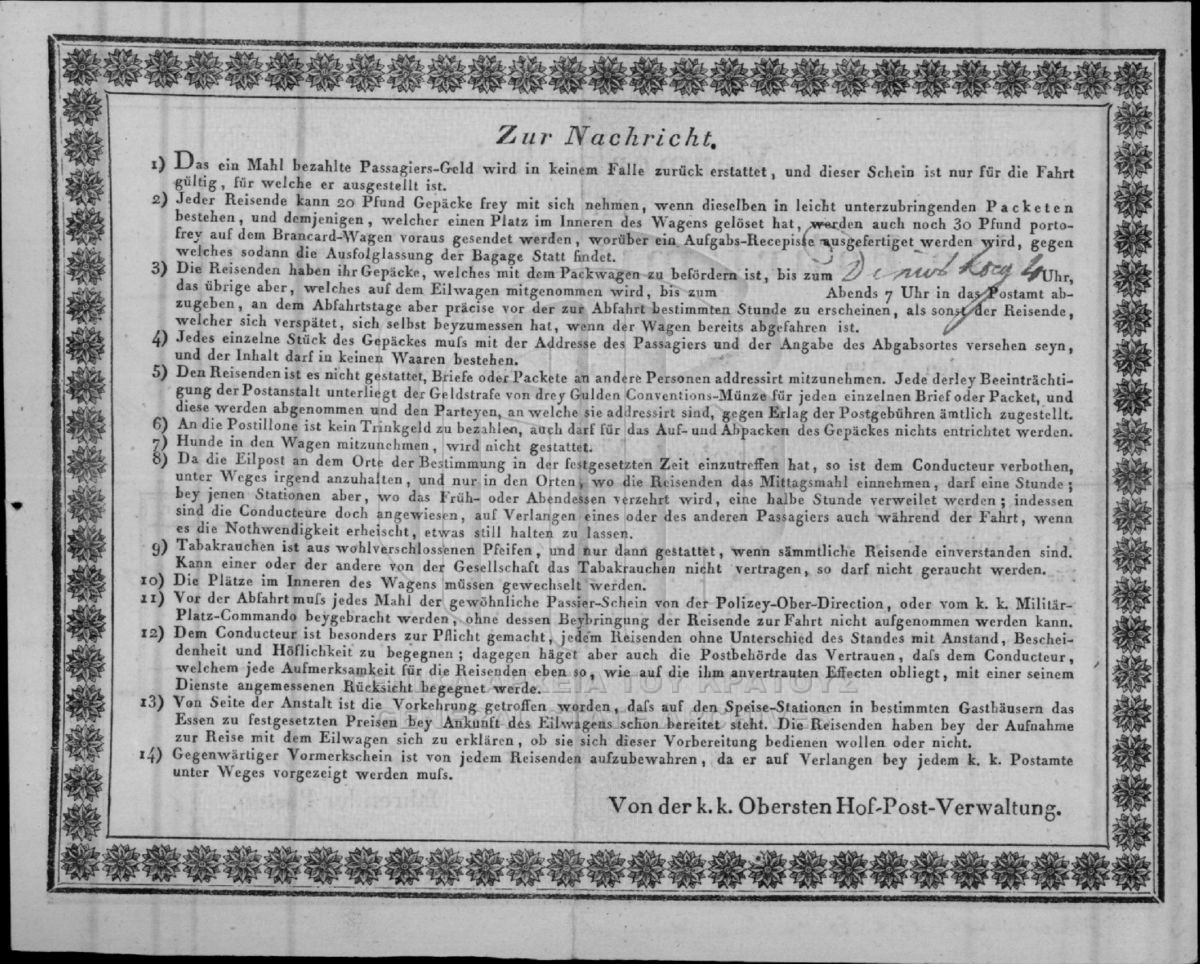 Zur Nachricht.
1) Das ein Mahl bezahlte Passagiers-Geld wird in keinem Falle zurück erstattet, und dieser Schein ist nur für die Fahrt
gültig, für welche er ausgestellt ist.
2) Jeder Reisende kann 20 Pfund Gepäcke frey mit sich nehmen, wenn dieselben in leicht unterzubringenden Packeten
bestehen, und demjenigen, welcher einen Platz im Inneren des Wagens gelöset hat, werden auch noch 30 Pfund porto-
frey auf dem Brancard-Wagen voraus gesendet werden, worüber ein Aufgabs-Recepisse ausgefertiget werden wird, gegen
welches sodann die Ausfolglassung der Bagage Statt findet.
3) Die Reisenden haben ihr Gepäcke, welches mit dem Packwagen zu befördern ist, bis zum 4 Uhr,
das übrige aber, welches auf dem Eilwagen mitgenommen wird, bis zum Abends 7 Uhr in das Postamt ab-
zugeben, an dem Abfahrtstage aber präcise vor der zur Abfahrt bestimmten Stunde zu erscheinen, als sonst der Reisende,
welcher sich verspätet, sich selbst beyzumessen hat, wenn der Wagen bereits abgefahren ist.
4) Jedes einzelne Stück des Gepäckes muſs mit der Addresse des Passagiers und der Angabe des Abgabsortes versehen seyn,
und der Inhalt darf in keinen Waaren bestehen.
5) Den Reisenden ist es nicht gestattet, Briefe oder Packete an andere Personen addressirt mitzunehmen. Jede derley Beeinträchti-
gung der Postanstalt unterliegt der Geldstrafe von drey Gulden Conventions-Münze für jeden einzelnen Brief oder Packet, und
diese werden abgenommen und den Parteyen, an welche sie addressirt sind, gegen Erlag der Postgebühren ämtlich zugestellt.
6) An die Postillone ist kein Trinkgeld zu bezahlen, auch darf für das Auf- und Abpacken des Gepäckes nichts entrichtet werden.
7) Hunde in den Wagen mitzunehmen, wird nicht gestattet.
8) Da die Eilpost an dem Orte der Bestimmung in der festgesetzten Zeit einzutreffen hat, so ist dem Conducteur verbothen,
unter Weges irgend anzuhalten, und nur in den Orten, wo die Reisenden das Mittagsmahl einnehmen, darf eine Stunde;
bey jenen Stationen aber, wo das Früh- oder Abendessen verzehrt wird, eine halbe Stunde verweilet werden; indessen
sind die Conducteure doch angewiesen, auf Verlangen eines oder des anderen Passagiers auch während der Fahrt, wenn
es die Nothwendigkeit erheischt, etwas still halten zu lassen.
9) Tabakrauchen ist aus wohlverschlossenen Pfeifen, und nur dann gestattet, wenn sämmtliche Reisende einverstanden sind.
Kann einer oder der andere von der Gesellschaft das Tabakrauchen nicht vertragen, so darf nicht geraucht werden.
10) Die Plätze im Inneren des Wagens müssen gewechselt werden.
11) Vor der Abfahrt muſs jedes Mahl der gewöhnliche Passier-Schein von der Polizey-Ober-Direction, oder vom k. k. Militär-
Platz-Commando beygebracht werden, ohne dessen Beybringung der Reisende zur Fahrt nicht aufgenommen werden kann.
12) Dem Conducteur ist besonders zur Pflicht gemacht, jedem Reisenden ohne Unterschied des Standes mit Anstand, Beschei-
denheit und Höflichkeit zu begegnen; dagegen häget aber auch die Postbehörde das Vertrauen, daſs dem Conducteur,
welchem jede Aufmerksamkeit für die Reisenden eben so, wie auf die ihm anvertrauten Effecten obliegt, mit einer seinem
Dienste angemessenen Rücksicht begegnet werde.
13) Von Seite der Anstalt ist die Vorkehrung getroffen worden, daſs auf den Speise-Stationen in bestimmten Gasthäusern das
Essen zu festgesetzten Preisen bey Ankunft des Eilwagens schon bereitet steht. Die Reisenden haben bey der Aufnahme
zur Reise mit dem Eilwagen sich zu erklären, ob sie sich dieser Vorbereitung bedienen wollen oder nicht.
14) Gegenwärtiger Vormerkschein ist von jedem Reisenden aufzubewahren, da er auf Verlangen bey jedem k. k. Postamte
unter Weges vorgezeigt werden muſs.
Von der k. k. Obersten Hof-Post-Verwaltung.